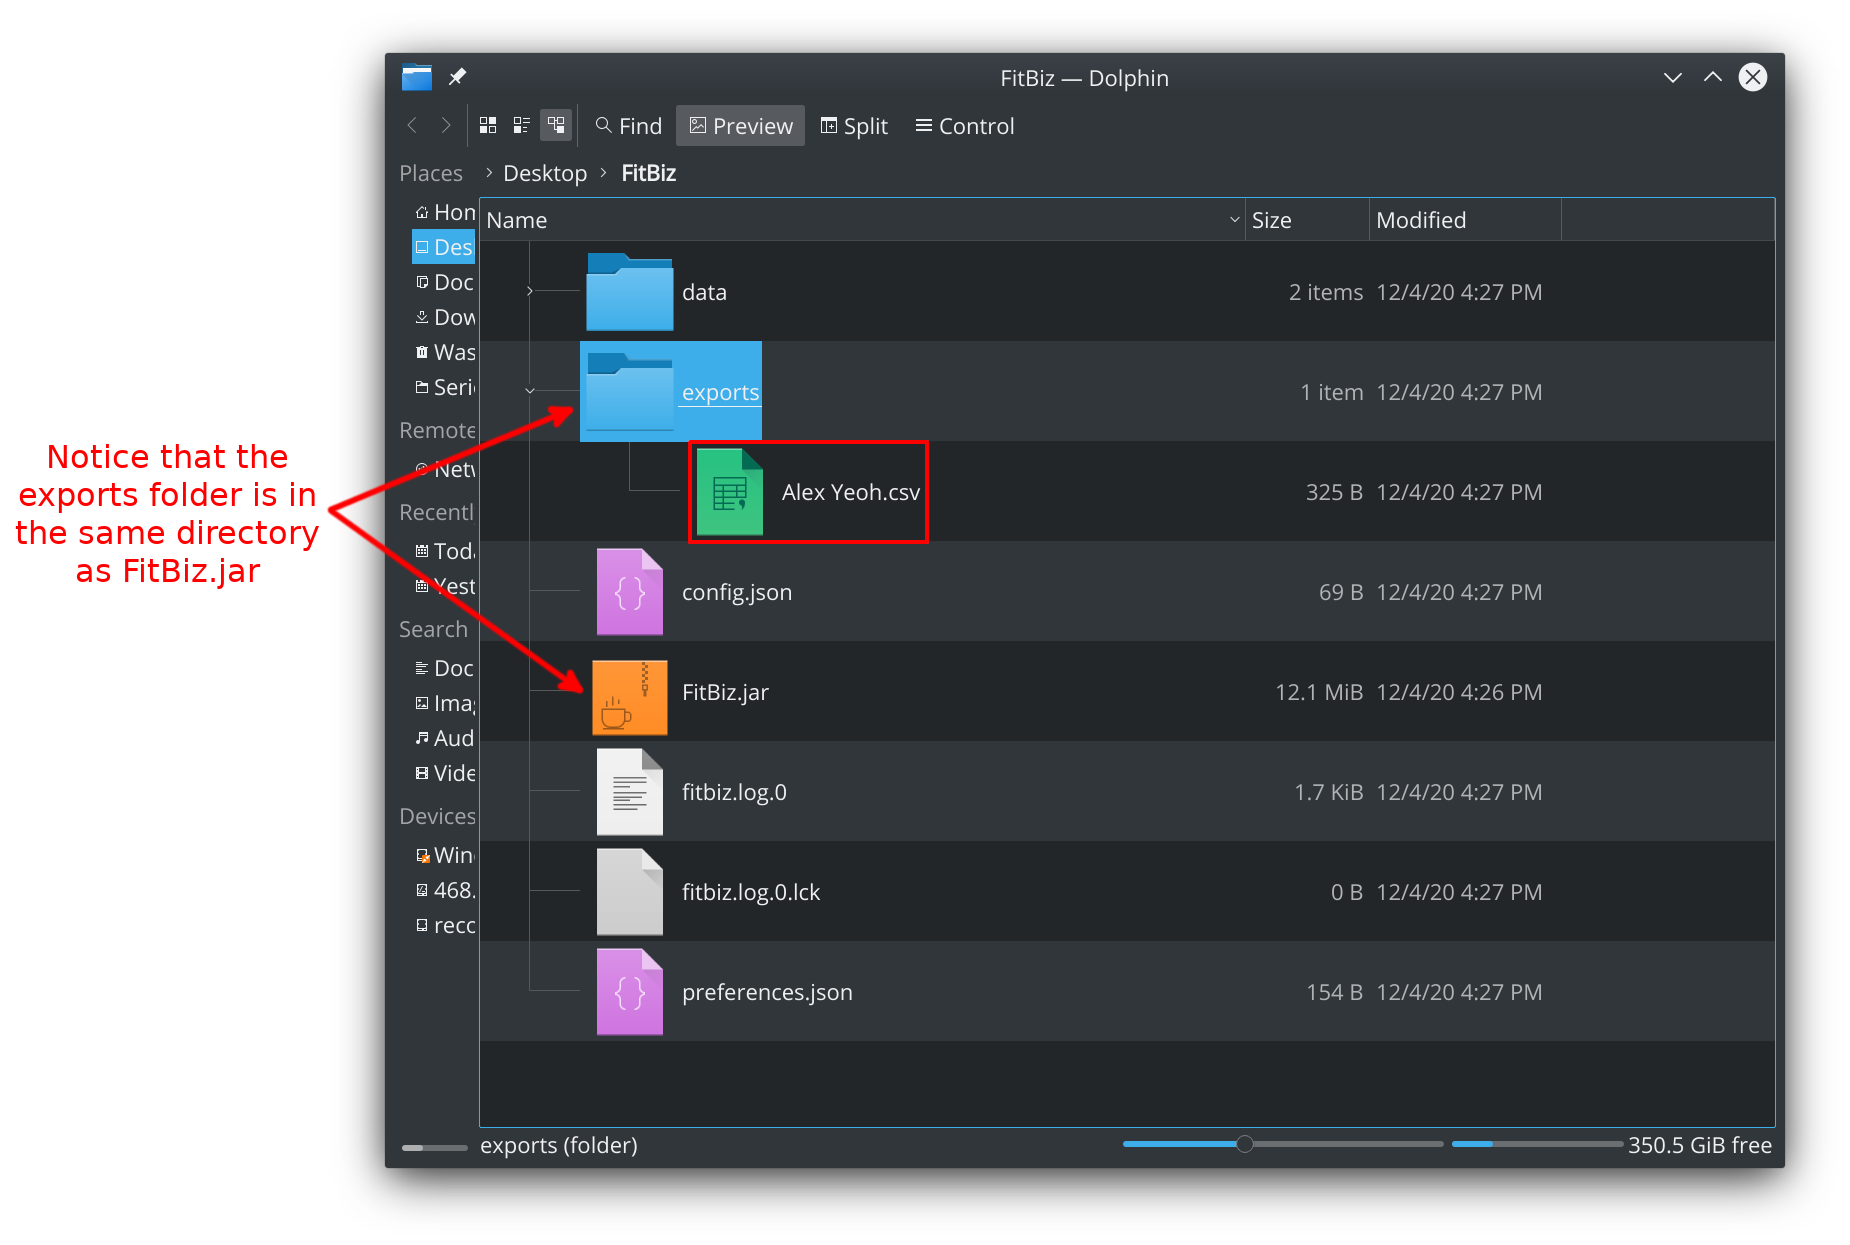 FitBiz — Dolphin
Find Preview Split Control
Places Desktop FitBiz
Name Size Modified
Hom
Des
Doc
Dow
Was
Seri
Remote
Netw
Recentl
Toda
Yest
Search
Doc
Imag
Aud
Vide
Devices
Wind
468.
reco
data 2 items 12/4/20 4:27 PM
exports 1 item 12/4/20 4:27 PM
Alex Yeoh.csv 325 B 12/4/20 4:27 PM
config.json 69 B 12/4/20 4:27 PM
FitBiz.jar 12.1 MiB 12/4/20 4:26 PM
fitbiz.log.0 1.7 KiB 12/4/20 4:27 PM
fitbiz.log.0.lck 0 B 12/4/20 4:27 PM
preferences.json 154 B 12/4/20 4:27 PM
exports (folder) 350.5 GiB free
Notice that the
exports folder is in
the same directory
as FitBiz.jar